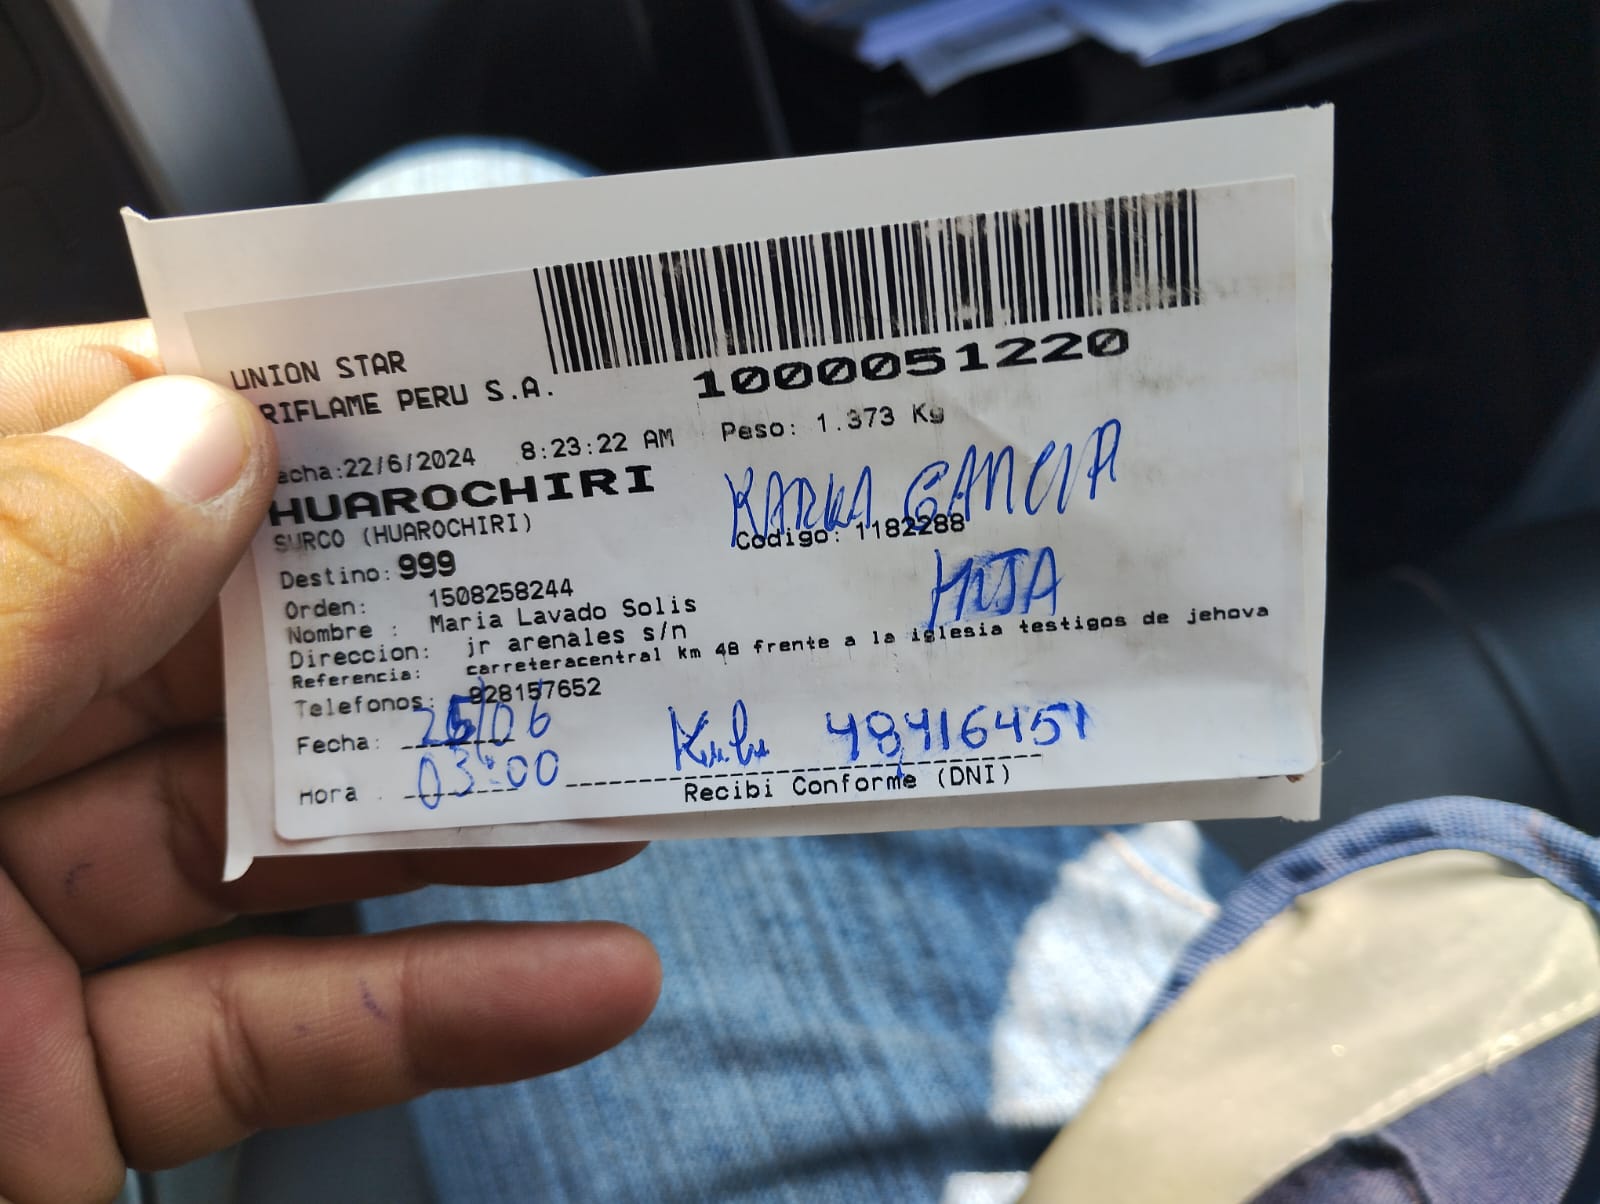 1000051220
UNION STAR
RIFLAME PERU S.A.
echa:22/6/2024 8:23:22 AM Peso: 1.373 Kg
HUAROCHIRI
SURCO (HUAROCHIRI)
KARLA GARCIA
Codigo: 1182288
Destino: 999
HIJA
Orden: 1508258244
Nombre : Maria Lavado Solis
Direccion: jr arenales s/n
Referencia: carreteracentral km 48 frente a la iglesia testigos de jehova
Telefonos: 928157652
Fecha: 25/06
48416451
Hora . 03:00
Recibi Conforme (DNI)